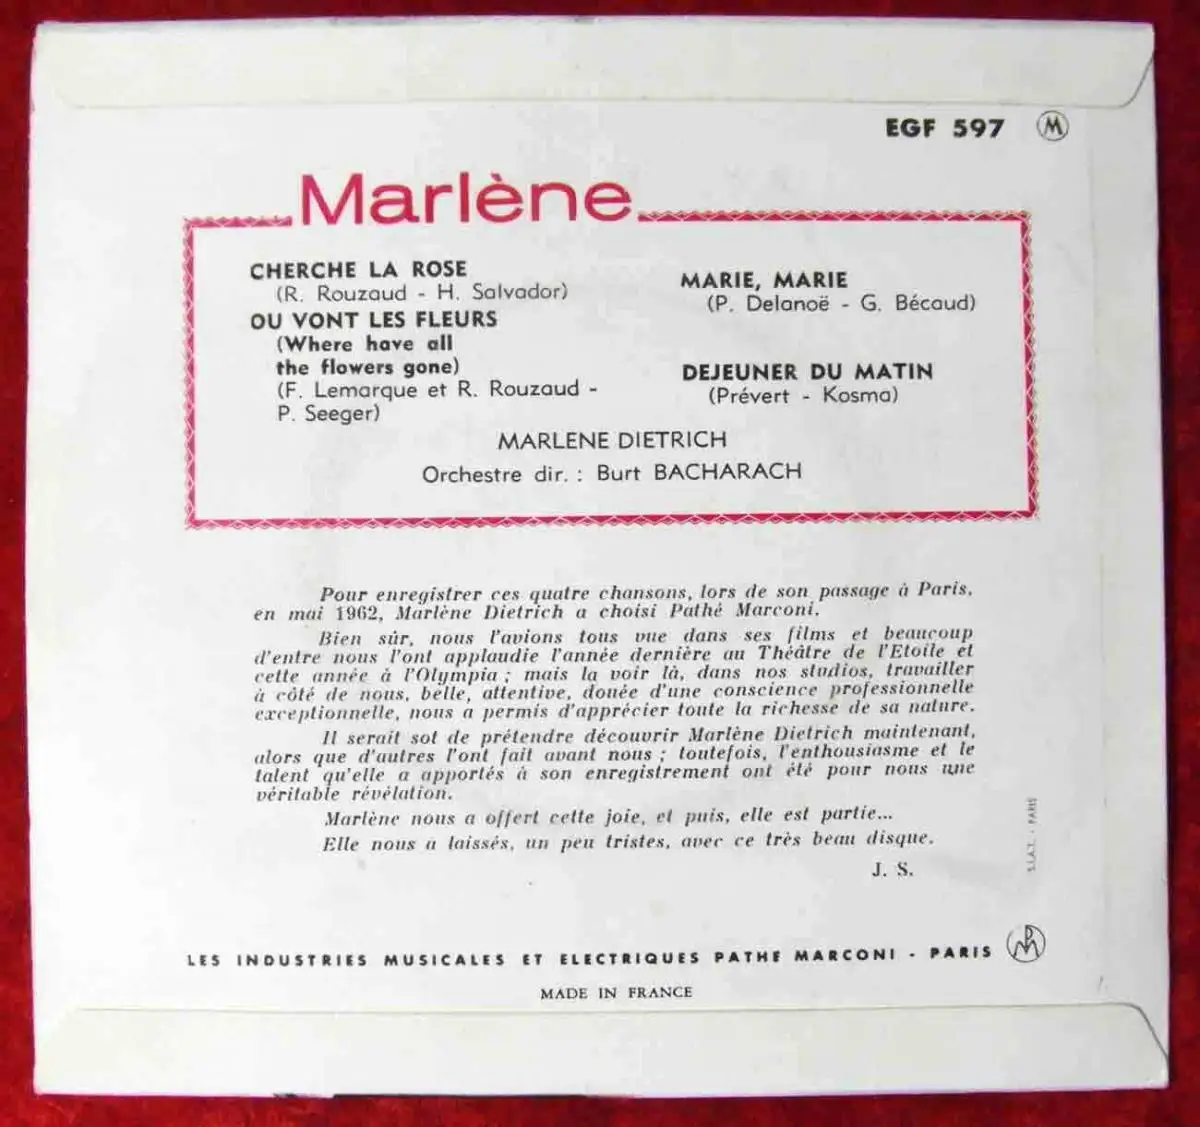 EGF 597 M
Marlène
CHERCHE LA ROSE
(R. Rouzaud - H. Salvador)
OU VONT LES FLEURS
(Where have all
the flowers gone)
(F. Lemarque et R. Rouzaud -
P. Seeger)
MARIE, MARIE
(P. Delanoë - G. Bécaud)
DEJEUNER DU MATIN
(Prévert - Kosma)
MARLENE DIETRICH
Orchestre dir. : Burt BACHARACH
Pour enregistrer ces quatre chansons, lors de son passage à Paris,
en mai 1962, Marlène Dietrich a choisi Pathé Marconi.
Bien sûr, nous l'avions tous vue dans ses films et beaucoup
d'entre nous l'ont applaudie l'année dernière au Théâtre de l'Etoile et
cette année à l'Olympia ; mais la voir là, dans nos studios, travailler
à côté de nous, belle, attentive, douée d'une conscience professionnelle
exceptionnelle, nous a permis d'apprécier toute la richesse de sa nature.
Il serait sot de prétendre découvrir Marlène Dietrich maintenant,
alors que d'autres l'ont fait avant nous ; toutefois, l'enthousiasme et le
talent qu'elle a apportés à son enregistrement ont été pour nous une
véritable révélation.
Marlène nous a offert cette joie, et puis, elle est partie...
Elle nous a laissés, un peu tristes, avec ce très beau disque.
J. S.
S.I.A.T. - PARIS
LES INDUSTRIES MUSICALES ET ELECTRIQUES PATHE MARCONI - PARIS
MADE IN FRANCE